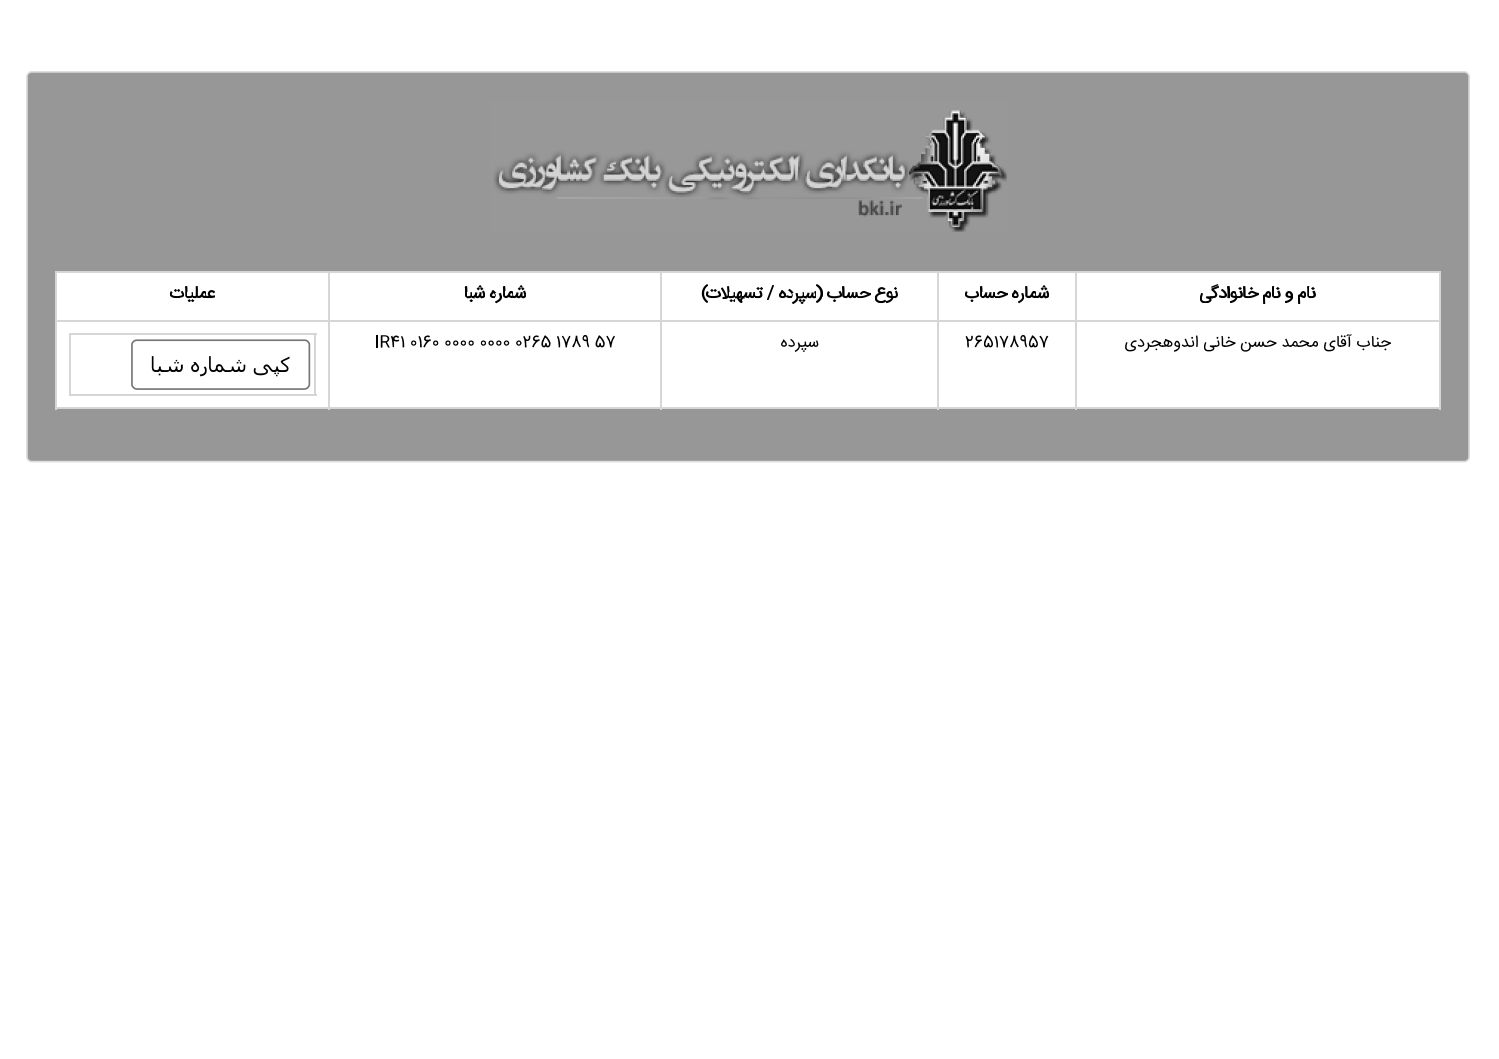 بانکداری الکترونیکی بانک کشاورزی
bki.ir
بانک کشاورزی
نام و نام خانوادگی	شماره حساب	نوع حساب (سپرده / تسهیلات)	شماره شبا	عملیات
جناب آقای محمد حسن خانی اندوهجردی	۲۶۵۱۷۸۹۵۷	سپرده	IR۴۱ ۰۱۶۰ ۰۰۰۰ ۰۰۰۰ ۰۲۶۵ ۱۷۸۹ ۵۷	کپی شماره شبا